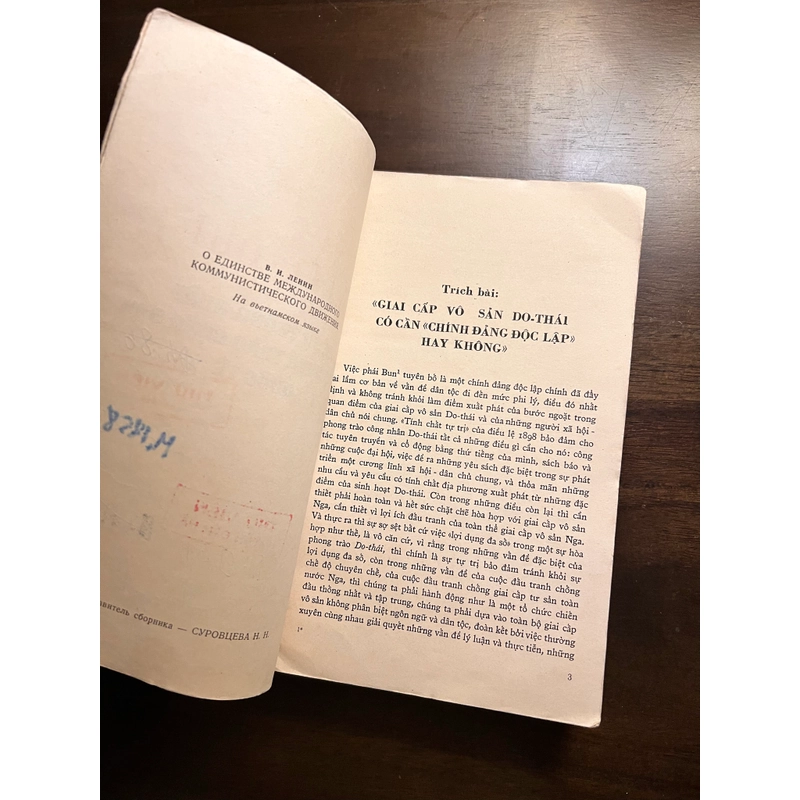 В. И. ЛЕНИН
О ЕДИНСТВЕ МЕЖДУНАРОДНОГО
КОММУНИСТИЧЕСКОГО ДВИЖЕНИЯ
На вьетнамском языке
сборника — СУРОВЦЕВА Н. Н.
Trích bài:
«GIAI CẤP VÔ SẢN DO-THÁI
CÓ CẦN «CHÍNH ĐẢNG ĐỘC LẬP»
HAY KHÔNG»
Việc phái Bun¹ tuyên bố là một chính đảng độc lập chính đã đẩy
ai lầm cơ bản về vấn đề dân tộc đi đến mức phi lý, điều đó nhất
định và không tránh khỏi làm điểm xuất phát của bước ngoặt trong
quan điểm của giai cấp vô sản Do-thái và của những người xã hội -
dân chủ nói chung. «Tính chất tự trị» của điều lệ 1898 bảo đảm cho
phong trào công nhân Do-thái tất cả những điều gì cần cho nó: công
tác tuyên truyền và cổ động bằng thứ tiếng của mình, sách báo và
những cuộc đại hội, việc đề ra những yêu sách đặc biệt trong sự phát
triển một cương lĩnh xã hội - dân chủ chung, và thỏa mãn những
nhu cầu và yêu cầu có tính chất địa phương xuất phát từ những đặc
điểm của sinh hoạt Do-thái. Còn trong những điều còn lại thì cần
thiết phải hoàn toàn và hết sức chặt chẽ hòa hợp với giai cấp vô sản
Nga, cần thiết vì lợi ích đấu tranh của toàn thể giai cấp vô sản Nga.
Và thực ra thì sự sợ sệt bất cứ việc «lợi dụng đa số» trong một sự hòa
hợp như thế, là vô căn cứ, vì rằng trong những vấn đề đặc biệt của
phong trào Do-thái, thì chính là sự tự trị bảo đảm tránh khỏi sự
lợi dụng đa số, còn trong những vấn đề của cuộc đấu tranh chống
chế độ chuyên chế, của cuộc đấu tranh chống giai cấp tư sản toàn
nước Nga, thì chúng ta phải hành động như là một tổ chức chiến
đấu thống nhất và tập trung, chúng ta phải dựa vào toàn bộ giai cấp
vô sản không phân biệt ngôn ngữ và dân tộc, đoàn kết bởi việc thường
xuyên cùng nhau giải quyết những vấn đề lý luận và thực tiễn, những
1*
3